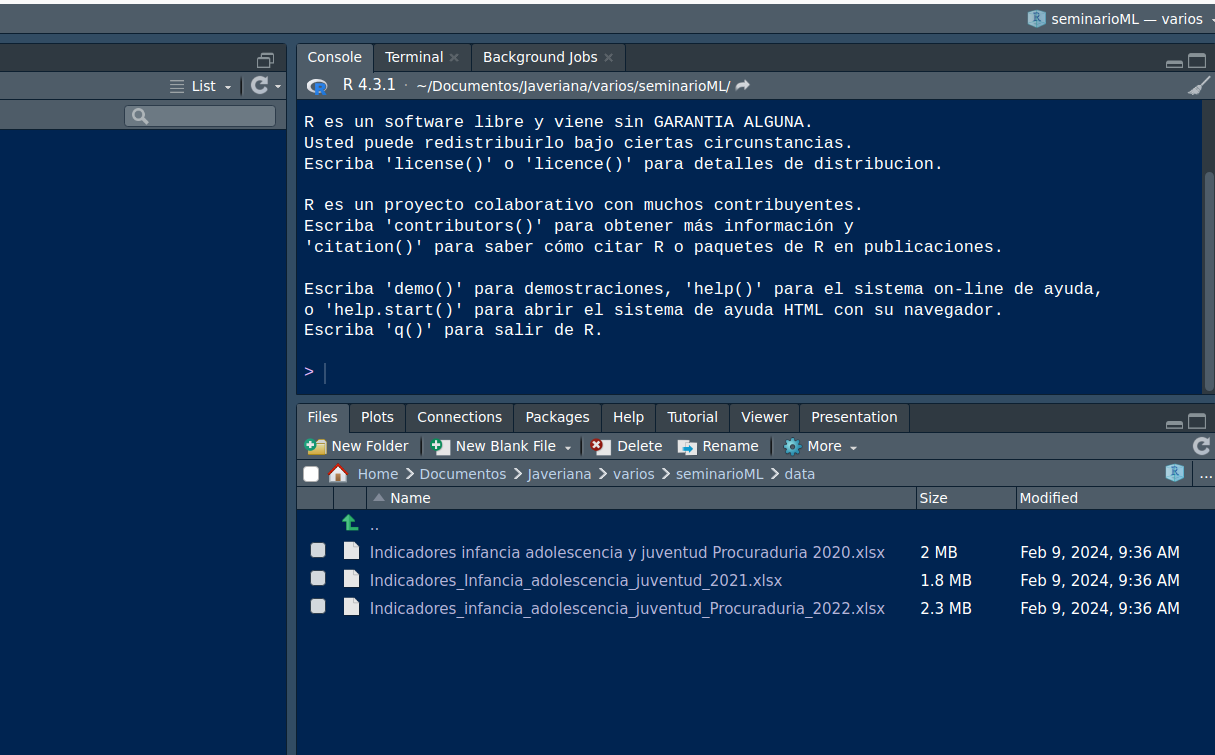 seminarioML — varios
List
Console
Terminal
Background Jobs
R 4.3.1 · ~/Documentos/Javeriana/varios/seminarioML/
R es un software libre y viene sin GARANTIA ALGUNA.
Usted puede redistribuirlo bajo ciertas circunstancias.
Escriba 'license()' o 'licence()' para detalles de distribucion.
R es un proyecto colaborativo con muchos contribuyentes.
Escriba 'contributors()' para obtener más información y
'citation()' para saber cómo citar R o paquetes de R en publicaciones.
Escriba 'demo()' para demostraciones, 'help()' para el sistema on-line de ayuda,
o 'help.start()' para abrir el sistema de ayuda HTML con su navegador.
Escriba 'q()' para salir de R.
>
Files Plots Connections Packages Help Tutorial Viewer Presentation
New Folder New Blank File Delete Rename More
Home Documentos Javeriana varios seminarioML data ...
Name Size Modified
..
Indicadores infancia adolescencia y juventud Procuraduria 2020.xlsx 2 MB Feb 9, 2024, 9:36 AM
Indicadores_Infancia_adolescencia_juventud_2021.xlsx 1.8 MB Feb 9, 2024, 9:36 AM
Indicadores_infancia_adolescencia_juventud_Procuraduria_2022.xlsx 2.3 MB Feb 9, 2024, 9:36 AM